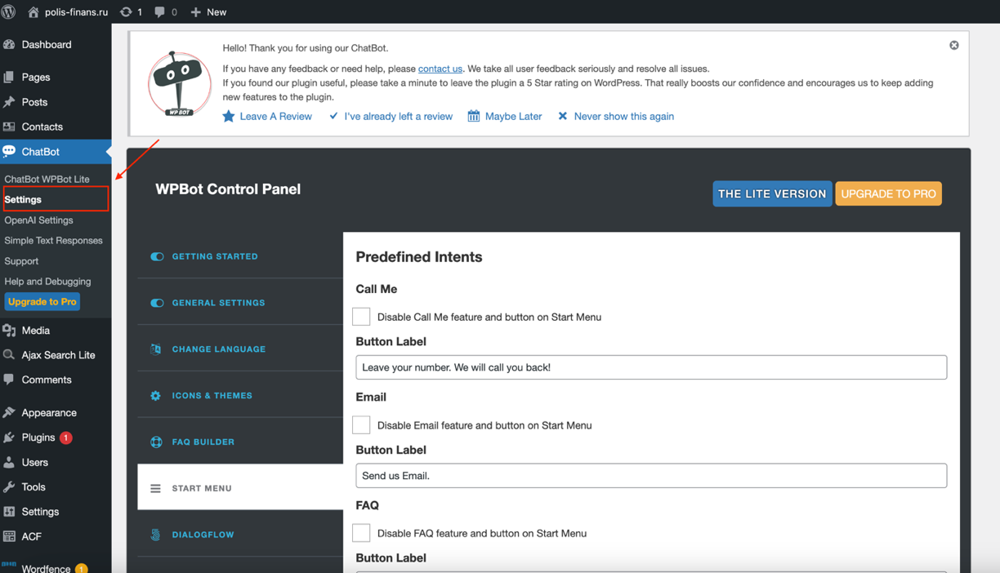 polis-finans.ru 1 0 New
Dashboard
Pages
Posts
Contacts
ChatBot
ChatBot WPBot Lite
Settings
OpenAI Settings
Simple Text Responses
Support
Help and Debugging
Upgrade to Pro
Media
Ajax Search Lite
Comments
Appearance
Plugins 1
Users
Tools
Settings
ACF
Wordfence 1
WP BOT
Hello! Thank you for using our ChatBot.
If you have any feedback or need help, please contact us. We take all user feedback seriously and resolve all issues.
If you found our plugin useful, please take a minute to leave the plugin a 5 Star rating on WordPress. That really boosts our confidence and encourages us to keep adding
new features to the plugin.
Leave A Review I've already left a review Maybe Later Never show this again
WPBot Control Panel
THE LITE VERSION UPGRADE TO PRO
GETTING STARTED
GENERAL SETTINGS
CHANGE LANGUAGE
ICONS & THEMES
FAQ BUILDER
START MENU
DIALOGFLOW
Predefined Intents
Call Me
Disable Call Me feature and button on Start Menu
Button Label
Leave your number. We will call you back!
Email
Disable Email feature and button on Start Menu
Button Label
Send us Email.
FAQ
Disable FAQ feature and button on Start Menu
Button Label